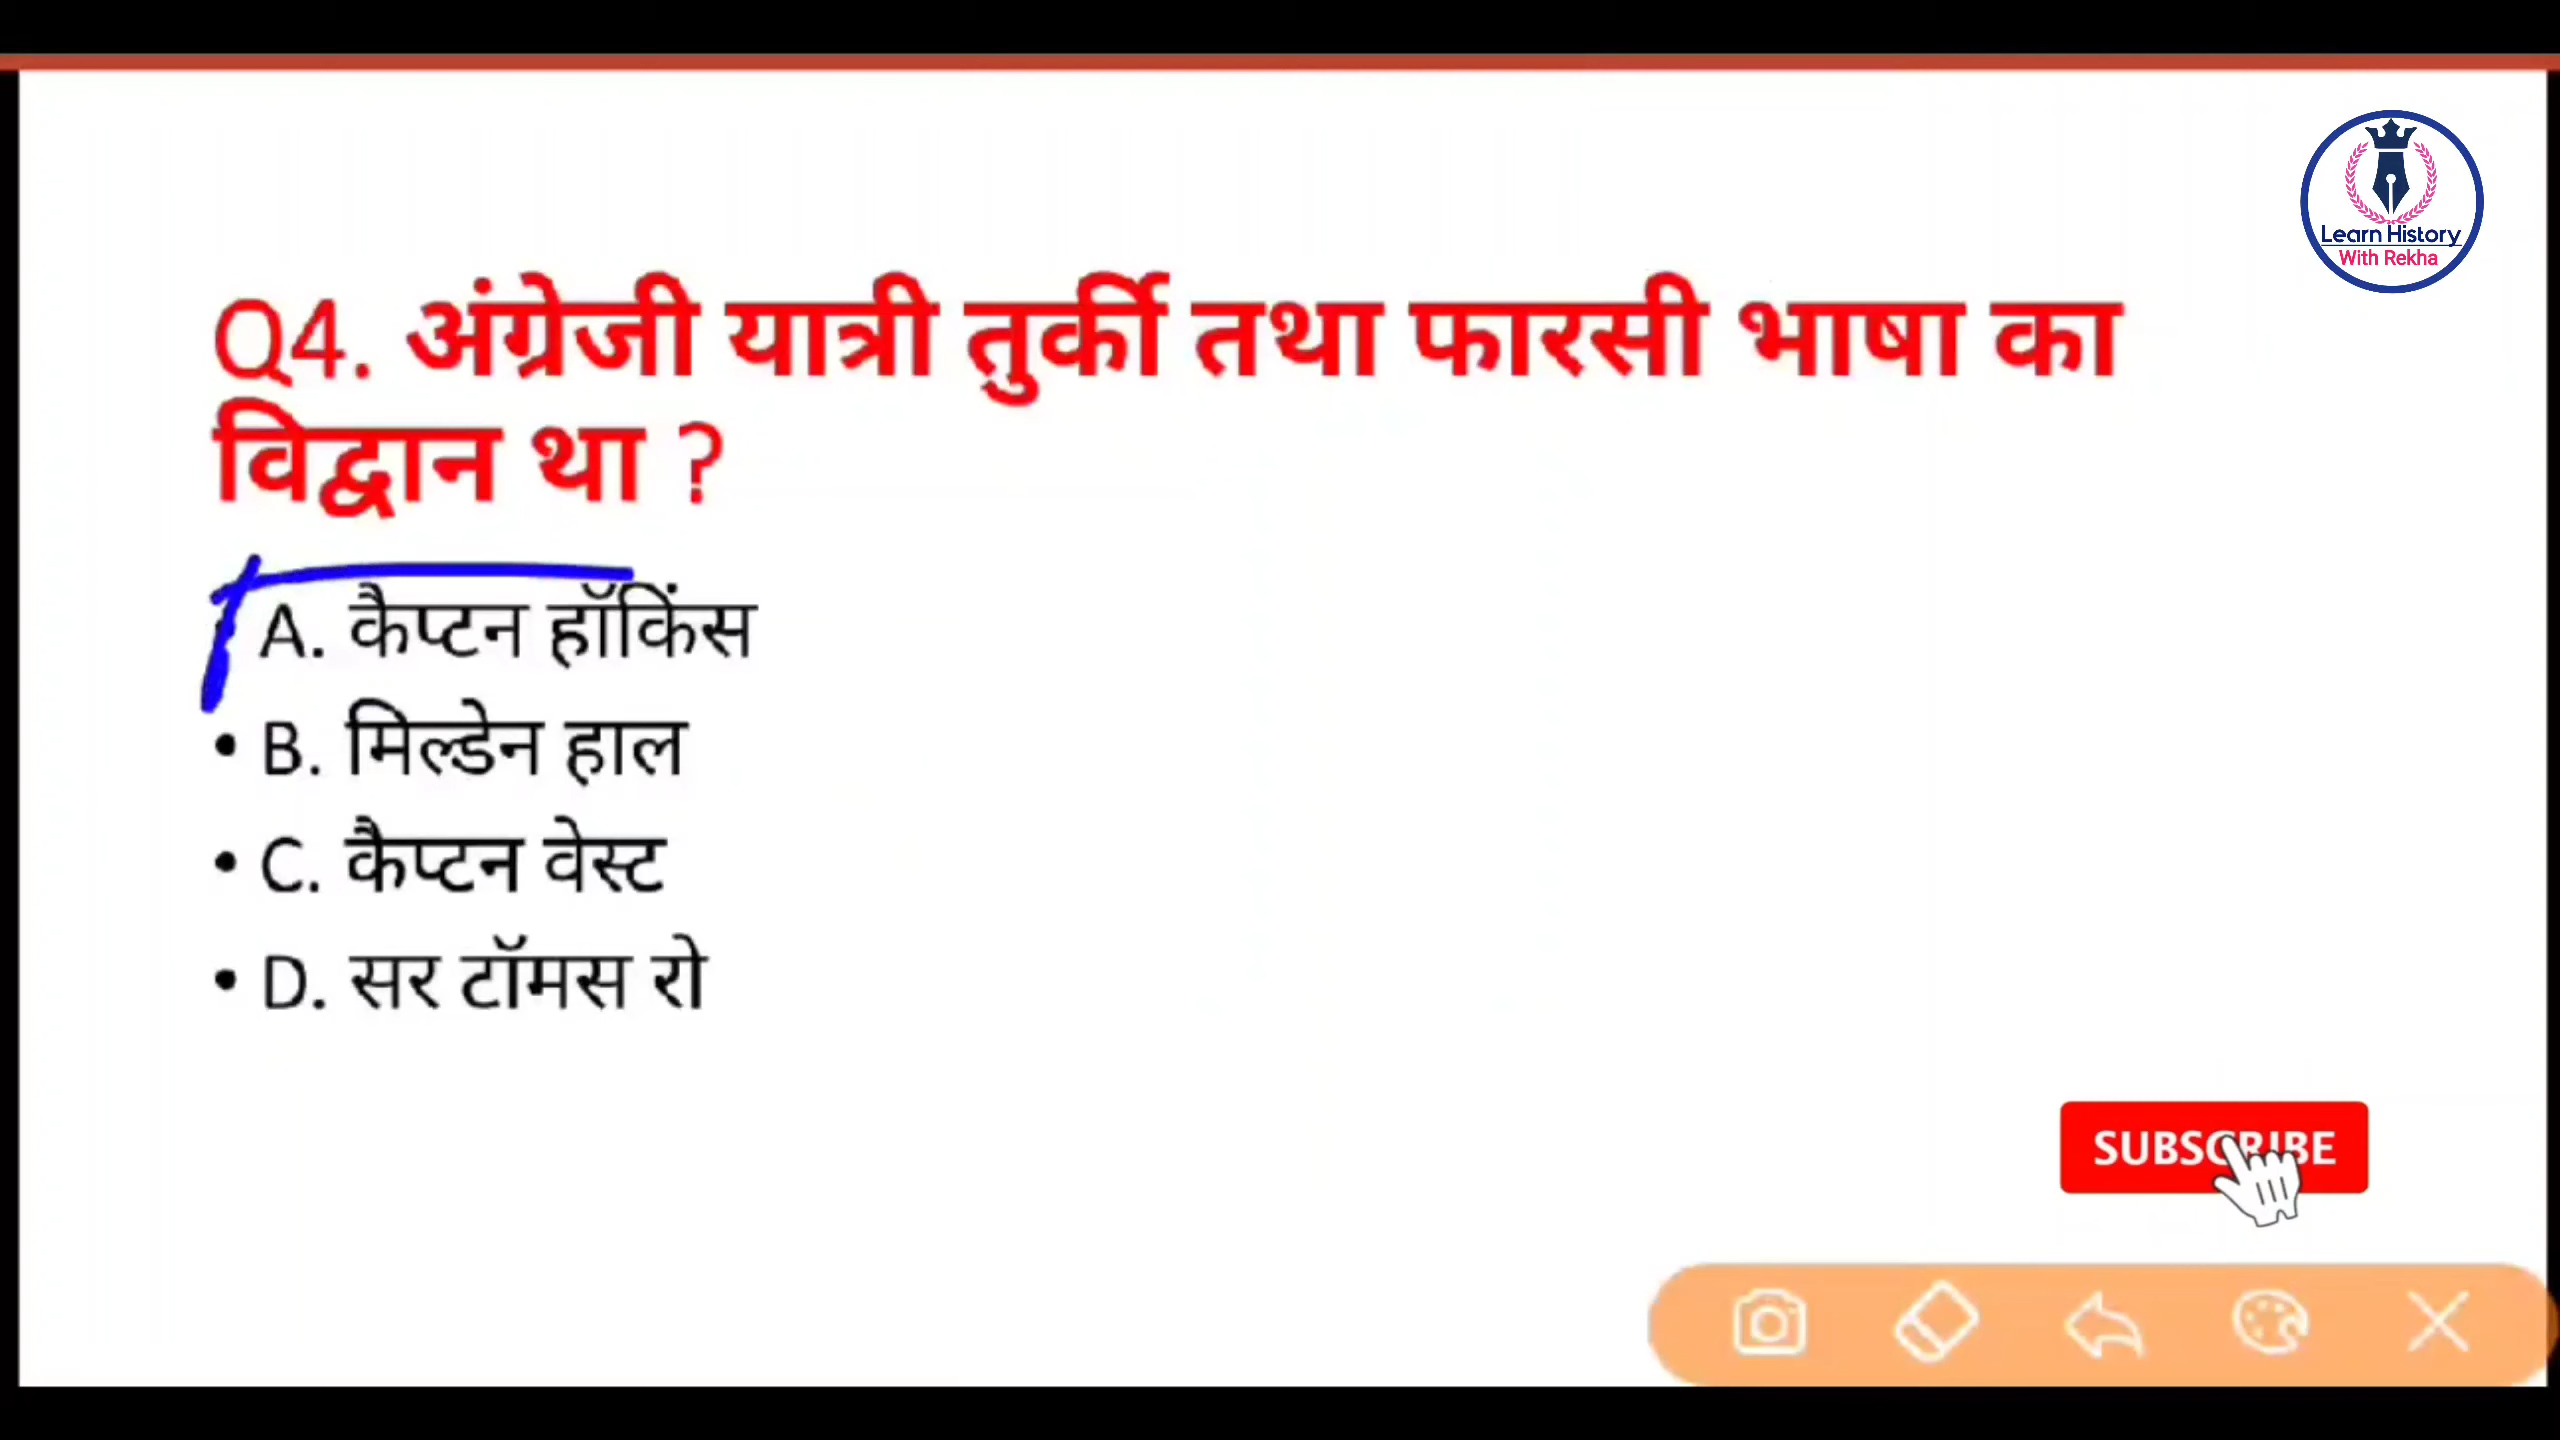 Learn History
With Rekha
Q4. अंग्रेजी यात्री तुर्की तथा फारसी भाषा का
विद्वान था ?
A. कैप्टन हॉकिंस
• B. मिल्डेन हाल
• C. कैप्टन वेस्ट
• D. सर टॉमस रो
SUBSCRIBE